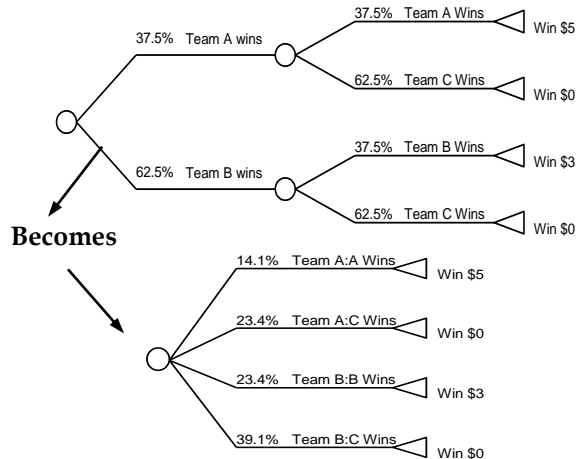 37.5% Team A Wins
37.5% Team A wins
Win $5
62.5% Team C Wins
Win $0
37.5% Team B Wins
62.5% Team B wins
Win $3
62.5% Team C Wins
Win $0
Becomes
14.1% Team A:A Wins
Win $5
23.4% Team A:C Wins
Win $0
23.4% Team B:B Wins
Win $3
39.1% Team B:C Wins
Win $0